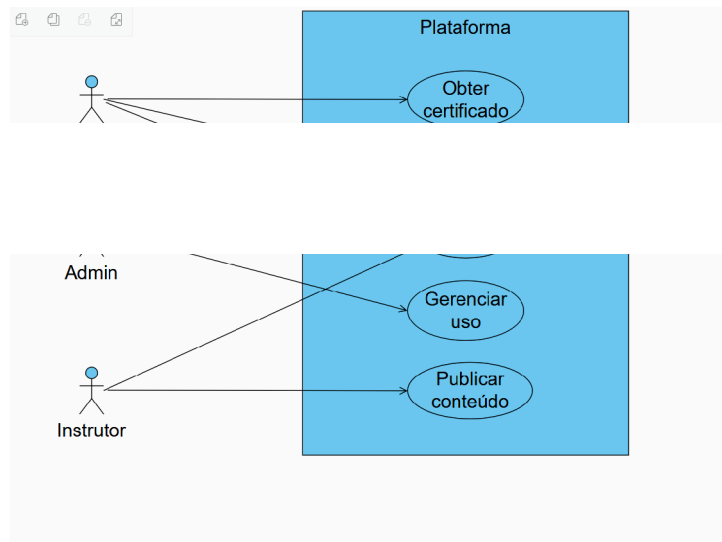 Plataforma
Obter
certificado
Admin
Gerenciar
uso
Publicar
conteúdo
Instrutor